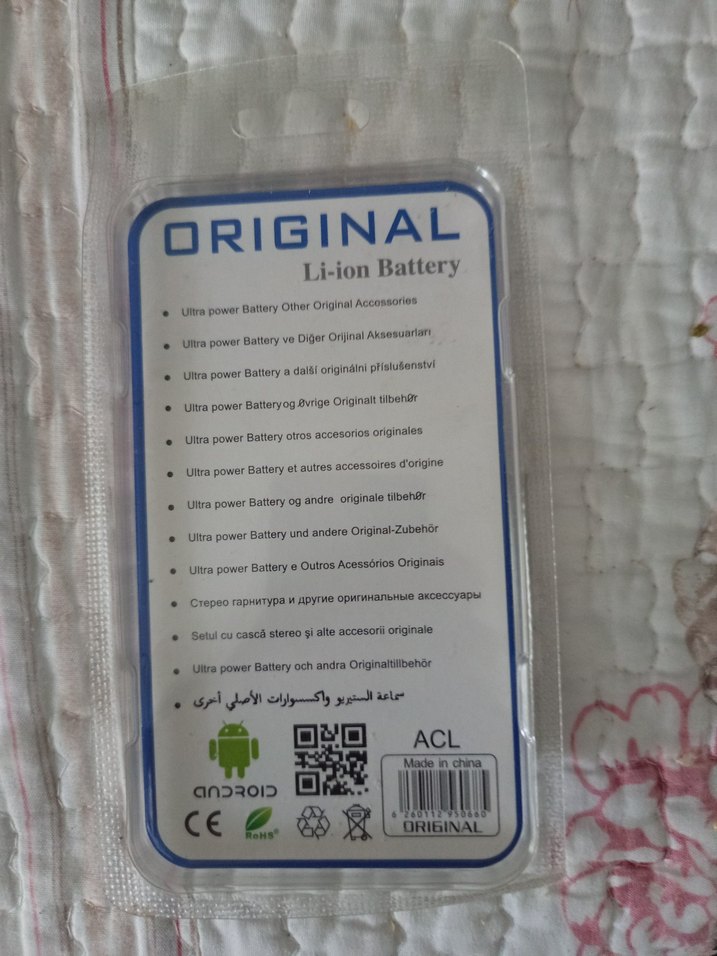 ORIGINAL
Li-ion Battery
Ultra power Battery Other Original Accessories
Ultra power Battery ve Diğer Orijinal Aksesuarları
Ultra power Battery a další originálni příslušenství
Ultra power Battery og Øvrige Originalt tilbehØr
Ultra power Battery otros accesorios originales
Ultra power Battery et autres accessoires d'origine
Ultra power Battery og andre originale tilbehØr
Ultra power Battery und andere Original-Zubehör
Ultra power Battery e Outros Acessórios Originais
Стерео гарнитура и другие оригинальные аксессуары
Setul cu cască stereo şi alte accesorii originale
Ultra power Battery och andra Originaltillbehör
سماعة الستيريو واكسسوارات الأصلي أخرى
ANDROID
ACL
Made in china
6 260112 950660
ORIGINAL
CE
RoHS